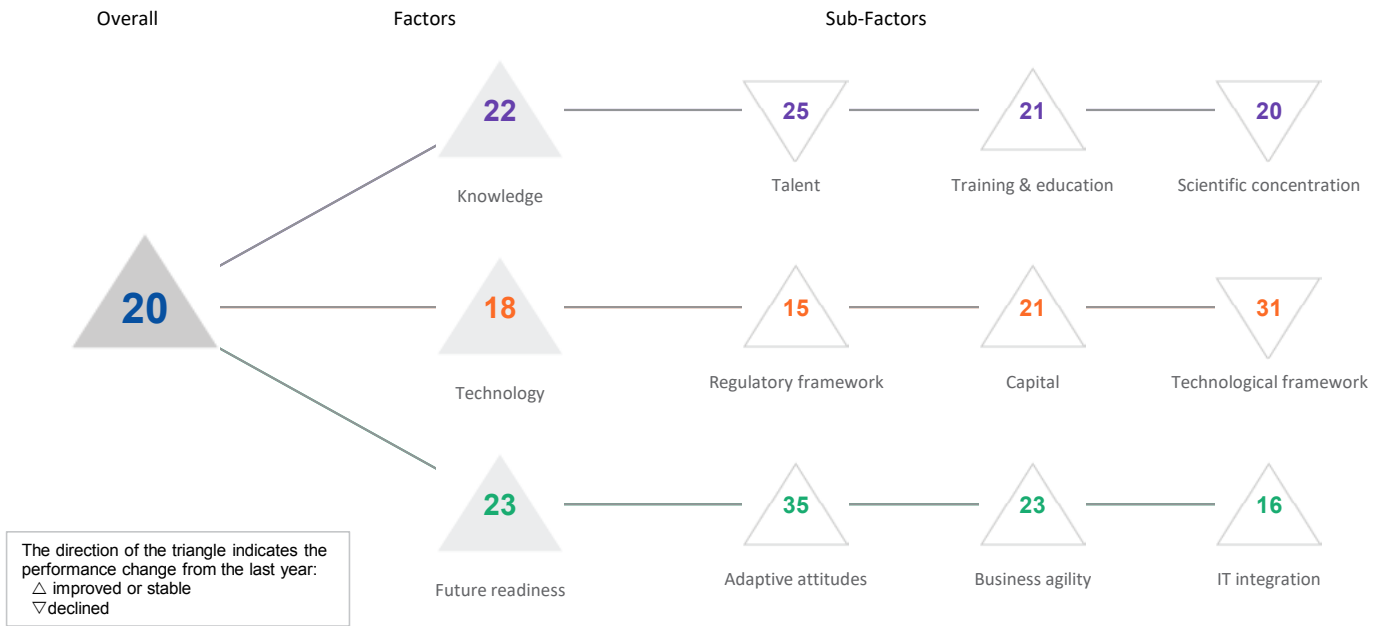 Overall Factors Sub-Factors
22 25 21 20
Knowledge Talent Training & education Scientific concentration
20 18 15 21 31
Technology Regulatory framework Capital Technological framework
23 35 23 16
Future readiness Adaptive attitudes Business agility IT integration
The direction of the triangle indicates the
performance change from the last year:
△ improved or stable
▽declined